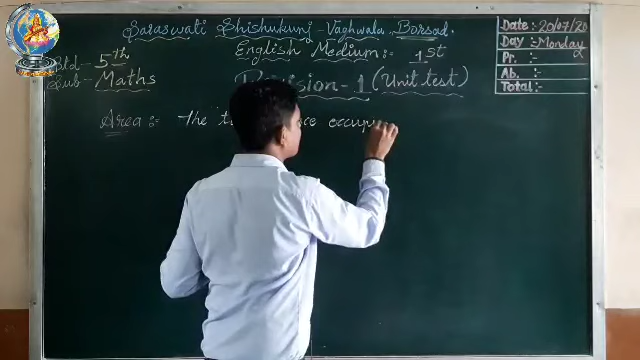 Saraswati Shishukunj - Vaghwala, Borsad.
English Medium:- 1st
Std - 5th
Sub - Maths
Revision - 1 (Unit test)
Date:- 20/07/20
Day :- Monday
Pr. :-
Ab. :-
Total:-
Area :- The occupi